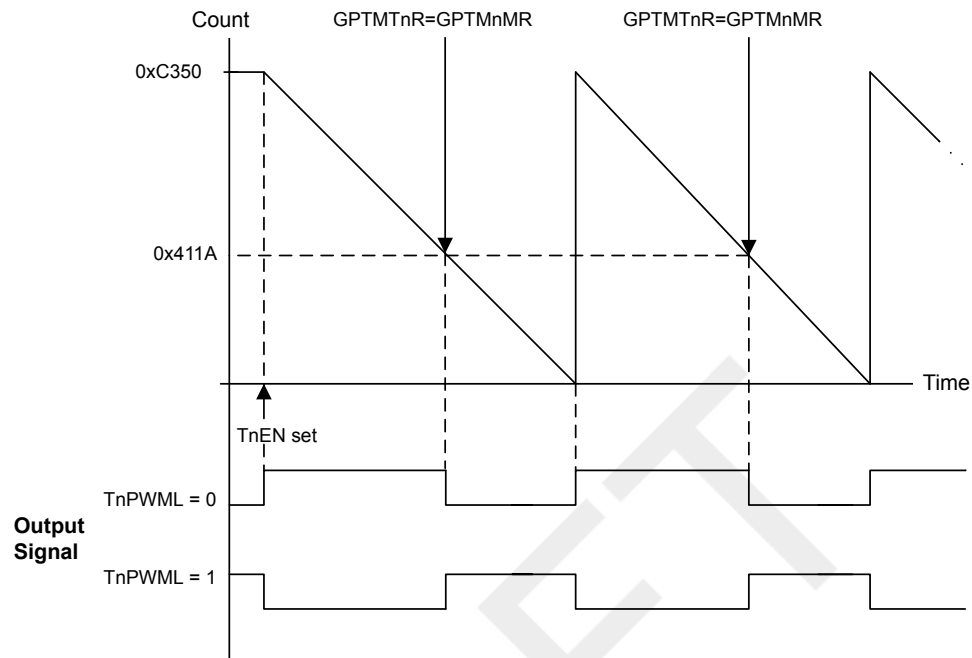 Count
GPTMTnR=GPTMnMR
GPTMTnR=GPTMnMR
0xC350
0x411A
Time
TnEN set
TnPWML = 0
Output
Signal
TnPWML = 1